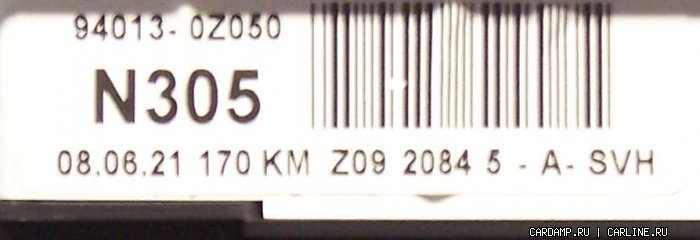 94013- 0Z050
N305
08.06.21 170 KM Z09 2084 5 - A- SVH
CARDAMP.RU | CARLINE.RU